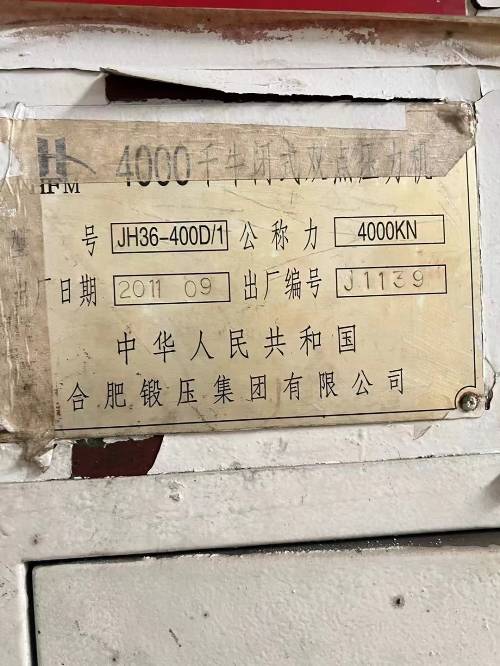 HFM 4000千牛闭式双点压力机
型 号 JH36-400D/1 公称力 4000KN
出厂日期 2011 09 出厂编号 J1139
中华人民共和国
合肥锻压集团有限公司